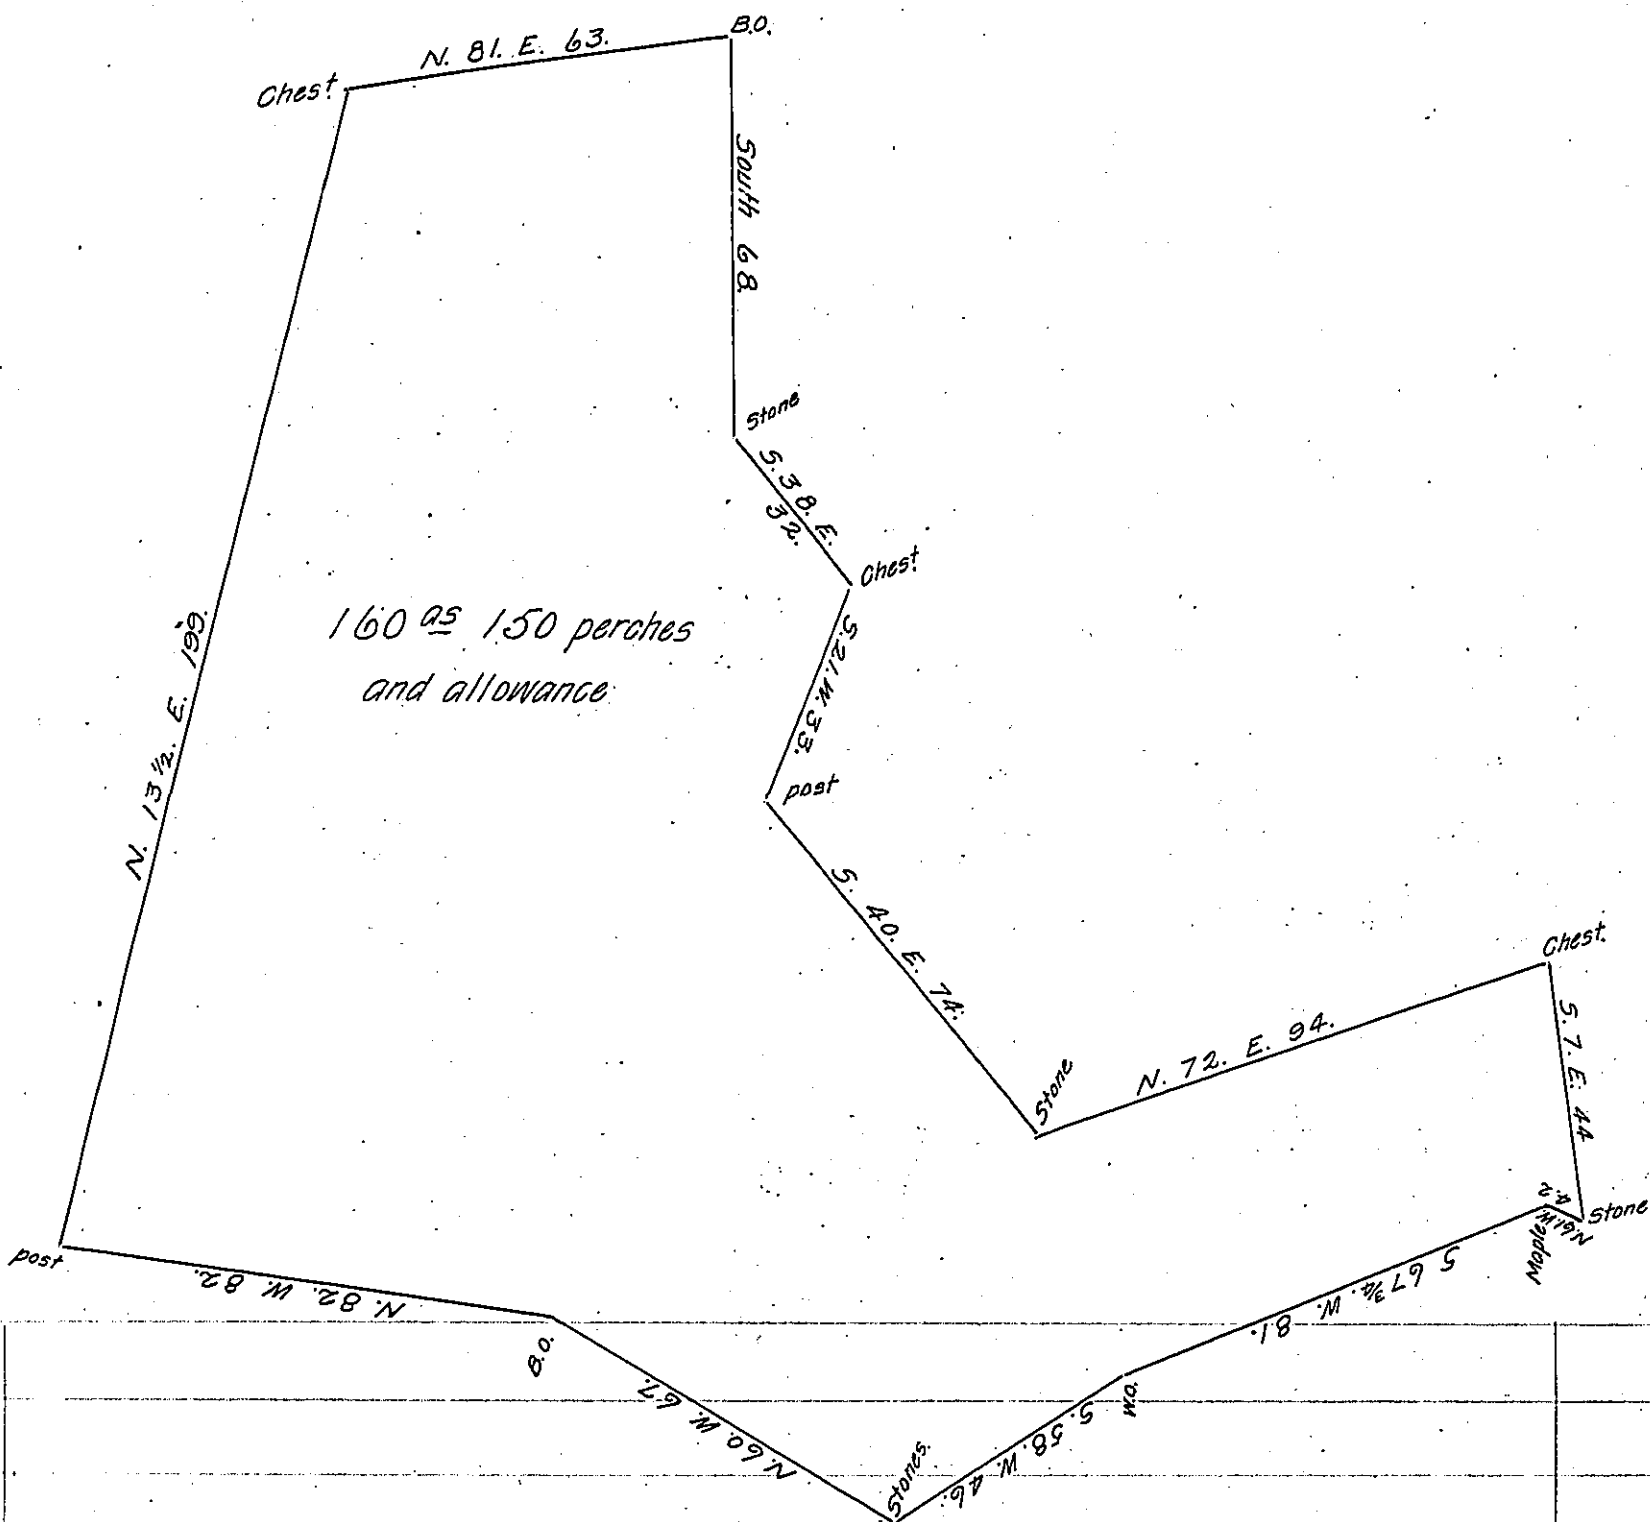 B.O.
N. 81. E. 63.
Chest.
South 68.
Stone
S. 38. E.
32.
Chest.
160 as 150 perches
and allowance
S. 21. W. 33.
N. 13 1/2. E. 199.
post
S. 40. E. 74.
Chest.
N. 72. E. 94.
Stone
S. 7. E. 44
Stone
N. 61. W.
4.2
Maple
S 67 3/4. W. 81.
post
N. 82. W. 82.
B.O.
W.O.
N. 60. W. 67.
S. 58. W. 46.
Stones.